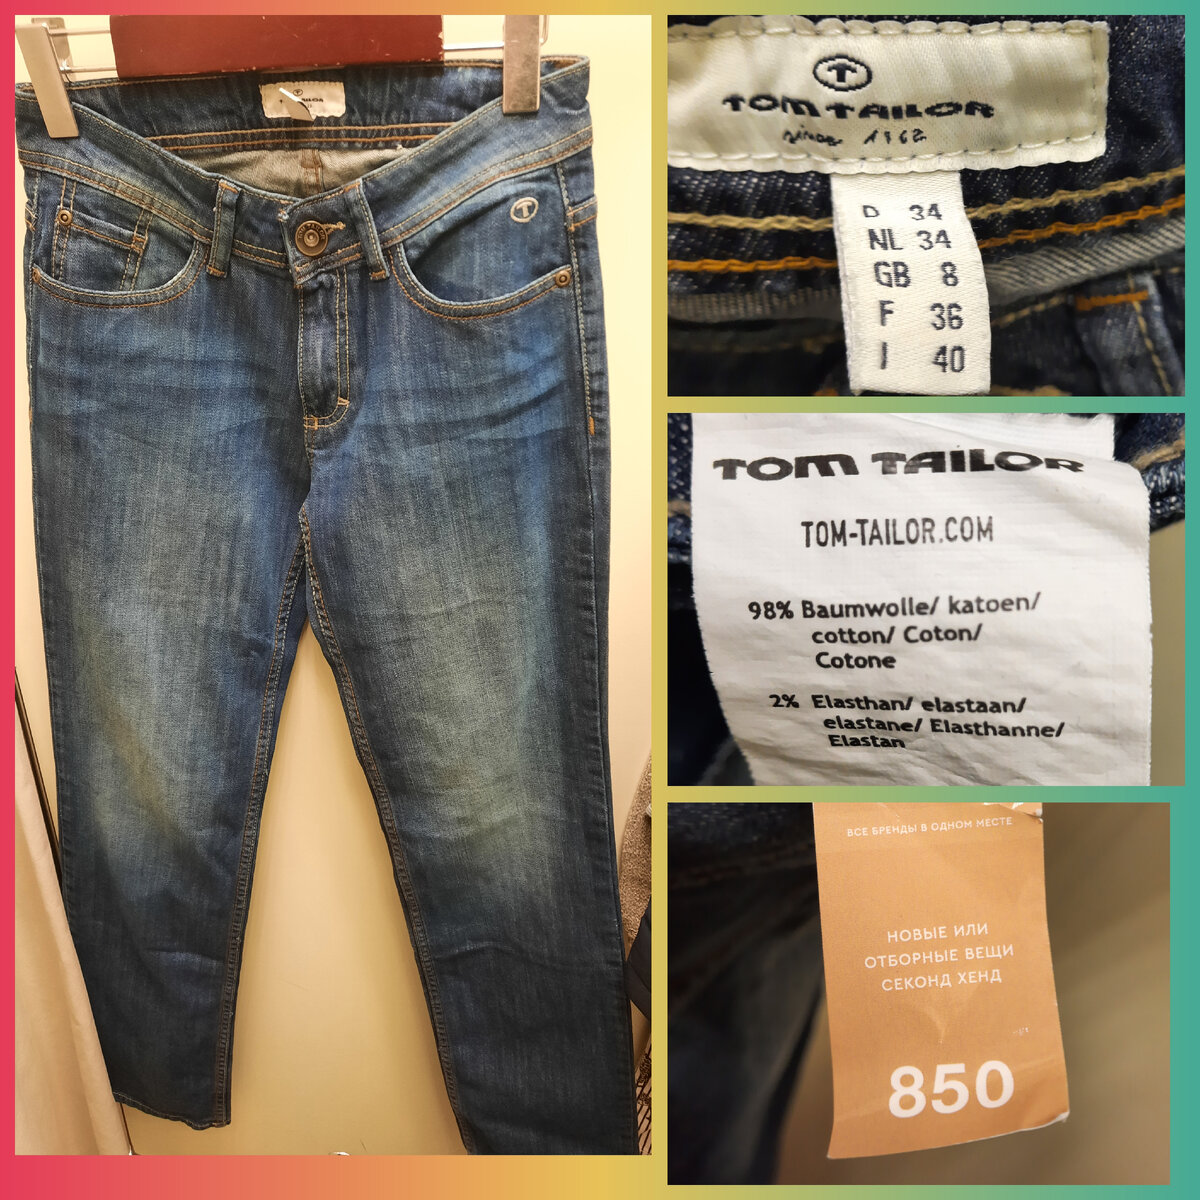 TOM TAILOR
TOM TAILOR
since 1962
D 34
NL 34
GB 8
F 36
I 40
TOM TAILOR
TOM-TAILOR.COM
98% Baumwolle/ katoen/
cotton/ Coton/
Cotone
2% Elasthan/ elastaan/
elastane/ Elasthanne/
Elastan
ВСЕ БРЕНДЫ В ОДНОМ МЕСТЕ
НОВЫЕ ИЛИ
ОТБОРНЫЕ ВЕЩИ
СЕКОНД ХЕНД
850